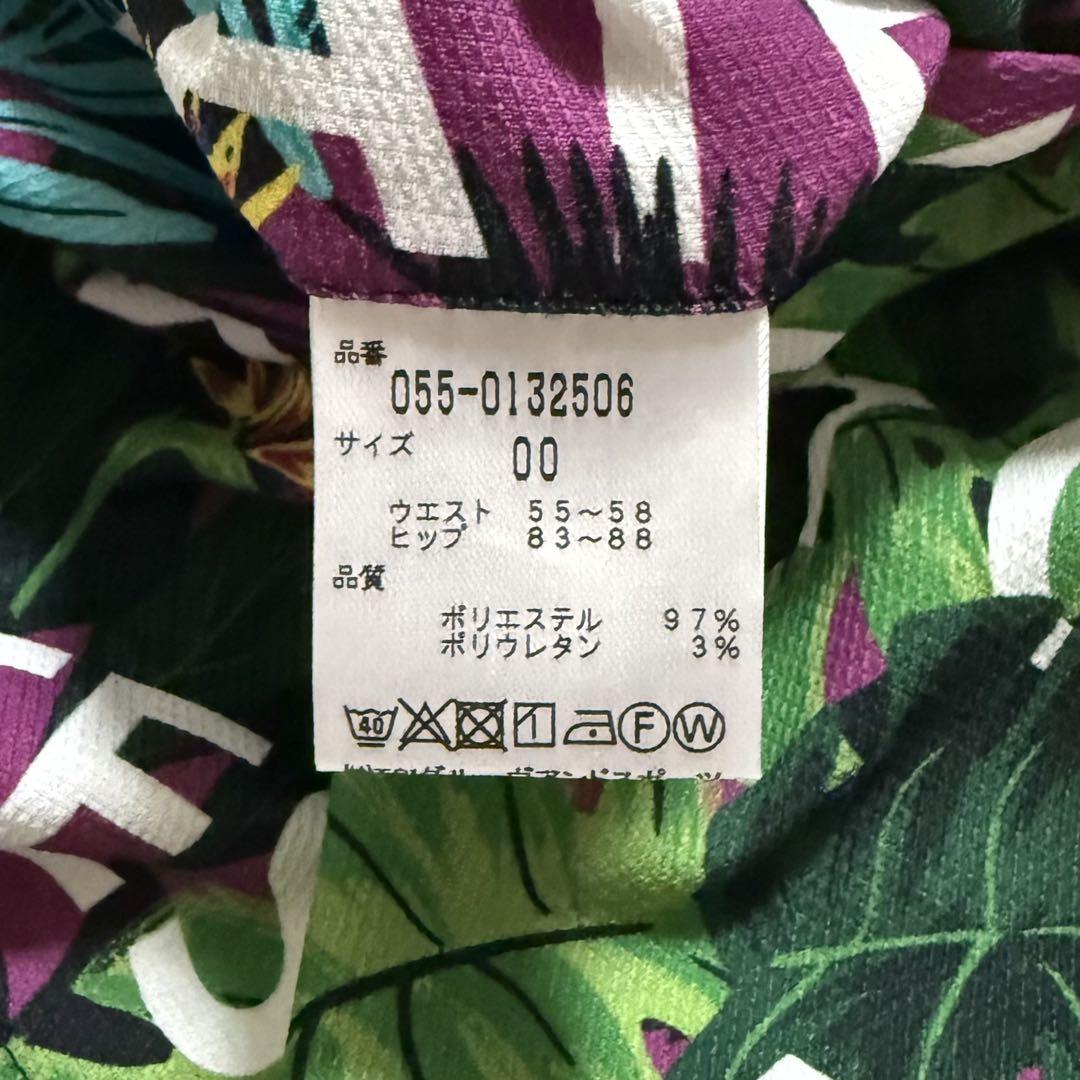 品番
055-0132506
サイズ
00
ウエスト 55〜58
ヒップ 83〜88
品質
ポリエステル 97%
ポリウレタン 3%
40 F W